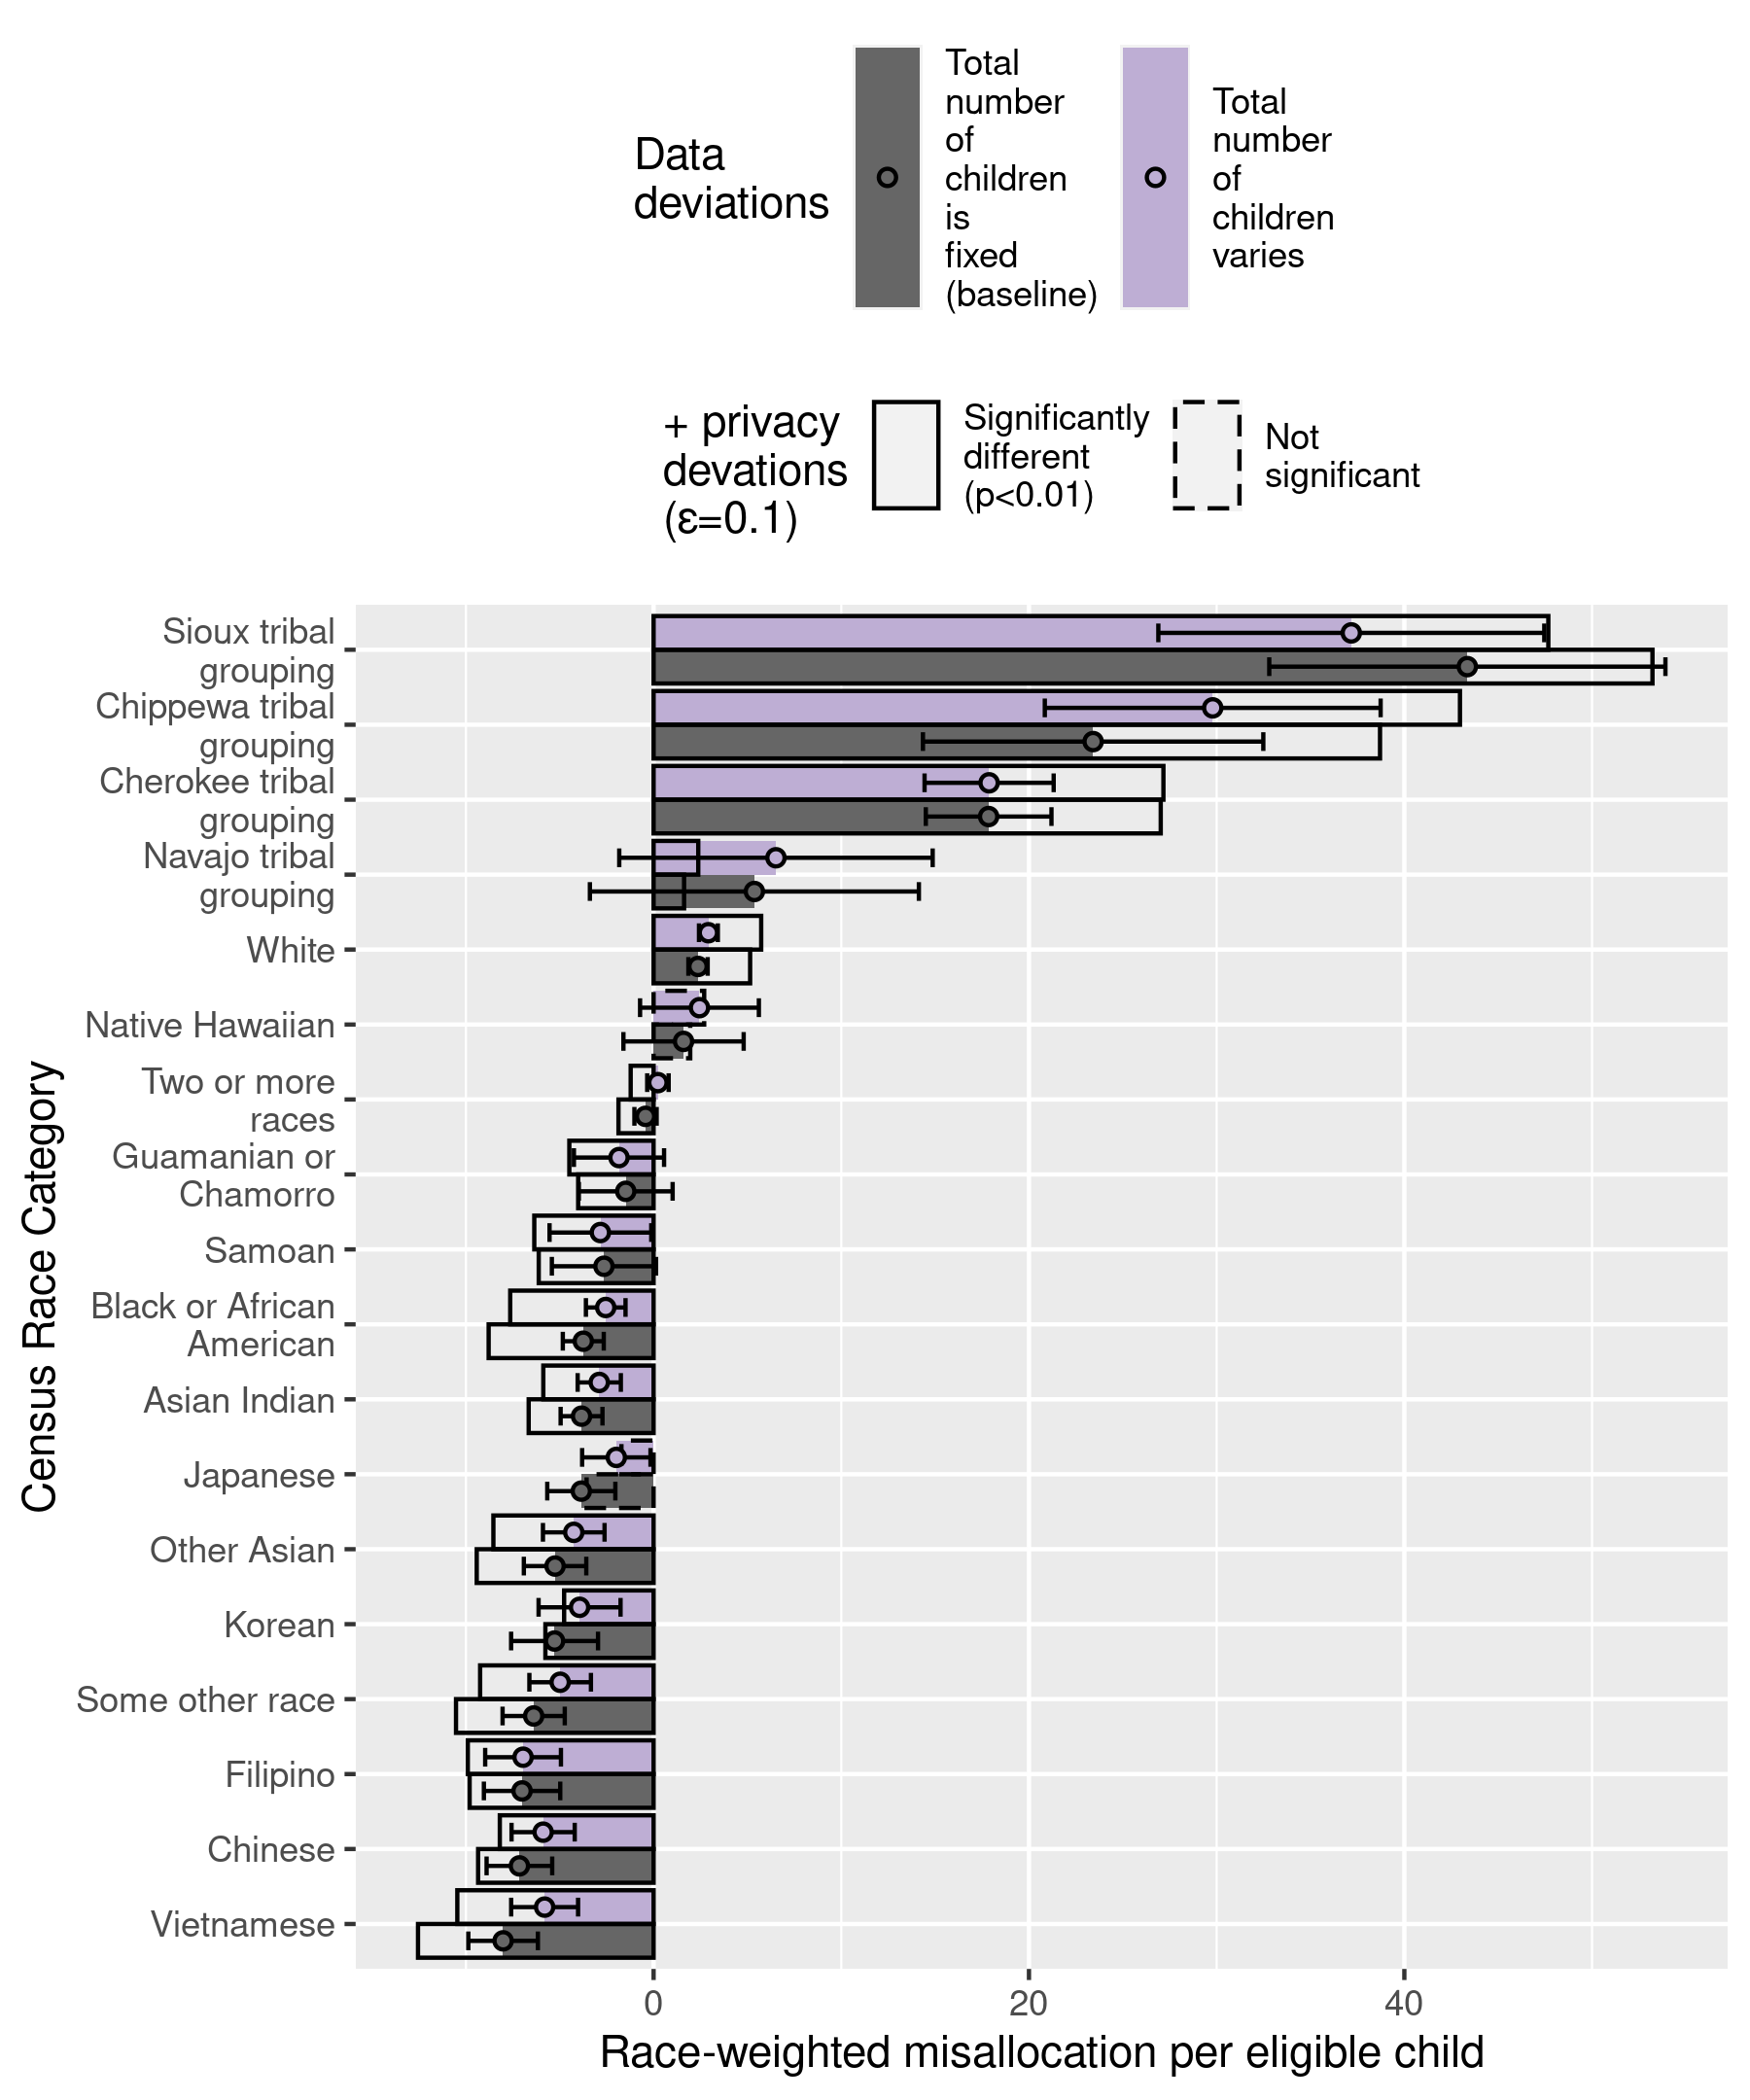 Data
deviations
Total
number
of
children
is
fixed
(baseline)
Total
number
of
children
varies
+ privacy
devations
(ε=0.1)
Significantly
different
(p<0.01)
Not
significant
Census Race Category
Sioux tribal
grouping
Chippewa tribal
grouping
Cherokee tribal
grouping
Navajo tribal
grouping
White
Native Hawaiian
Two or more
races
Guamanian or
Chamorro
Samoan
Black or African
American
Asian Indian
Japanese
Other Asian
Korean
Some other race
Filipino
Chinese
Vietnamese
0 20 40
Race-weighted misallocation per eligible child